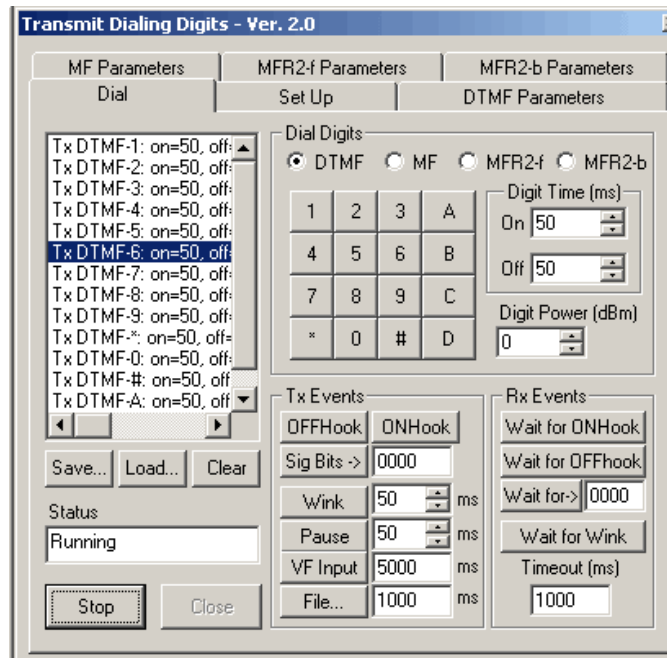 Transmit Dialing Digits - Ver. 2.0
MF Parameters
MFR2-f Parameters
MFR2-b Parameters
Dial
Set Up
DTMF Parameters
Tx DTMF-1: on=50, off=
Tx DTMF-2: on=50, off=
Tx DTMF-3: on=50, off=
Tx DTMF-4: on=50, off=
Tx DTMF-5: on=50, off=
Tx DTMF-6: on=50, off=
Tx DTMF-7: on=50, off=
Tx DTMF-8: on=50, off=
Tx DTMF-9: on=50, off=
Tx DTMF-*: on=50, off=
Tx DTMF-0: on=50, off=
Tx DTMF-#: on=50, off
Tx DTMF-A: on=50, off
Save... Load... Clear
Status
Running
Stop Close
Dial Digits
DTMF MF MFR2-f MFR2-b
1 2 3 A
4 5 6 B
7 8 9 C
* 0 # D
Digit Time (ms)
On 50
Off 50
Digit Power (dBm)
0
Tx Events
OFFHook ONHook
Sig Bits -> 0000
Wink 50 ms
Pause 50 ms
VF Input 5000 ms
File... 1000 ms
Rx Events
Wait for ONHook
Wait for OFFhook
Wait for-> 0000
Wait for Wink
Timeout (ms)
1000